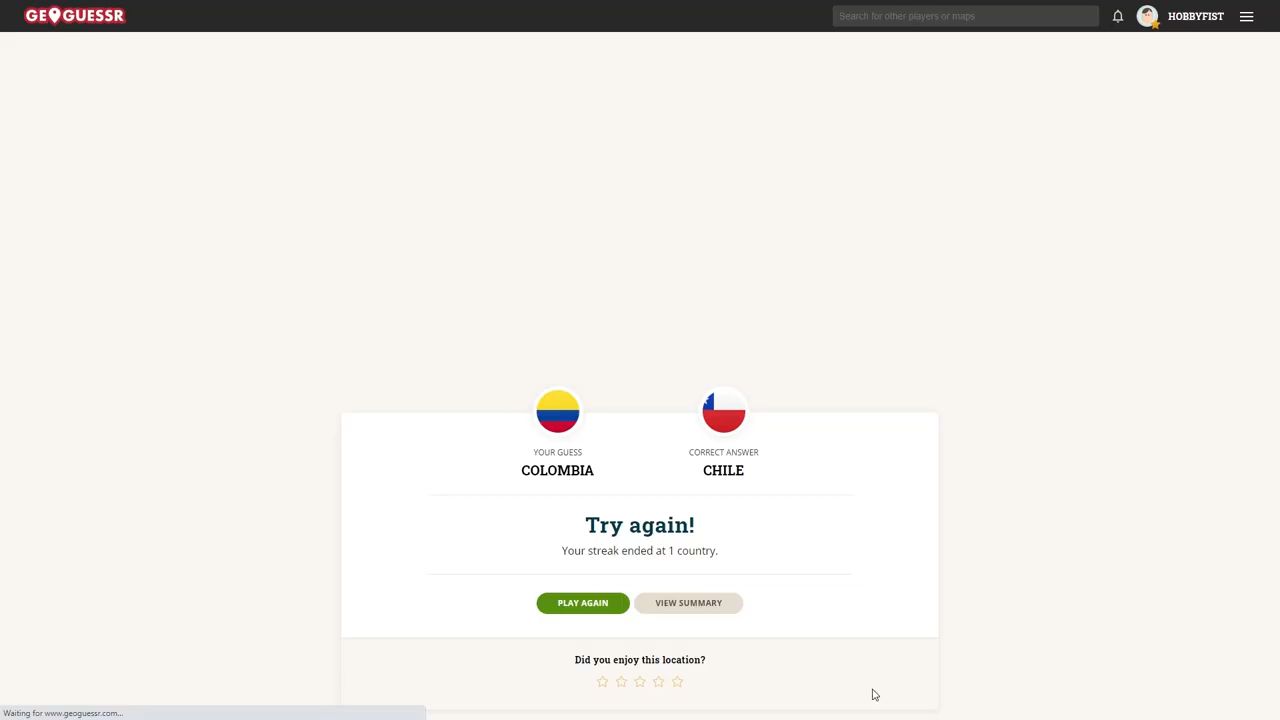 GEOGUESSR
Search for other players or maps
HOBBYFIST
YOUR GUESS
COLOMBIA
CORRECT ANSWER
CHILE
Try again!
Your streak ended at 1 country.
PLAY AGAIN
VIEW SUMMARY
Did you enjoy this location?
Waiting for www.geoguessr.com...